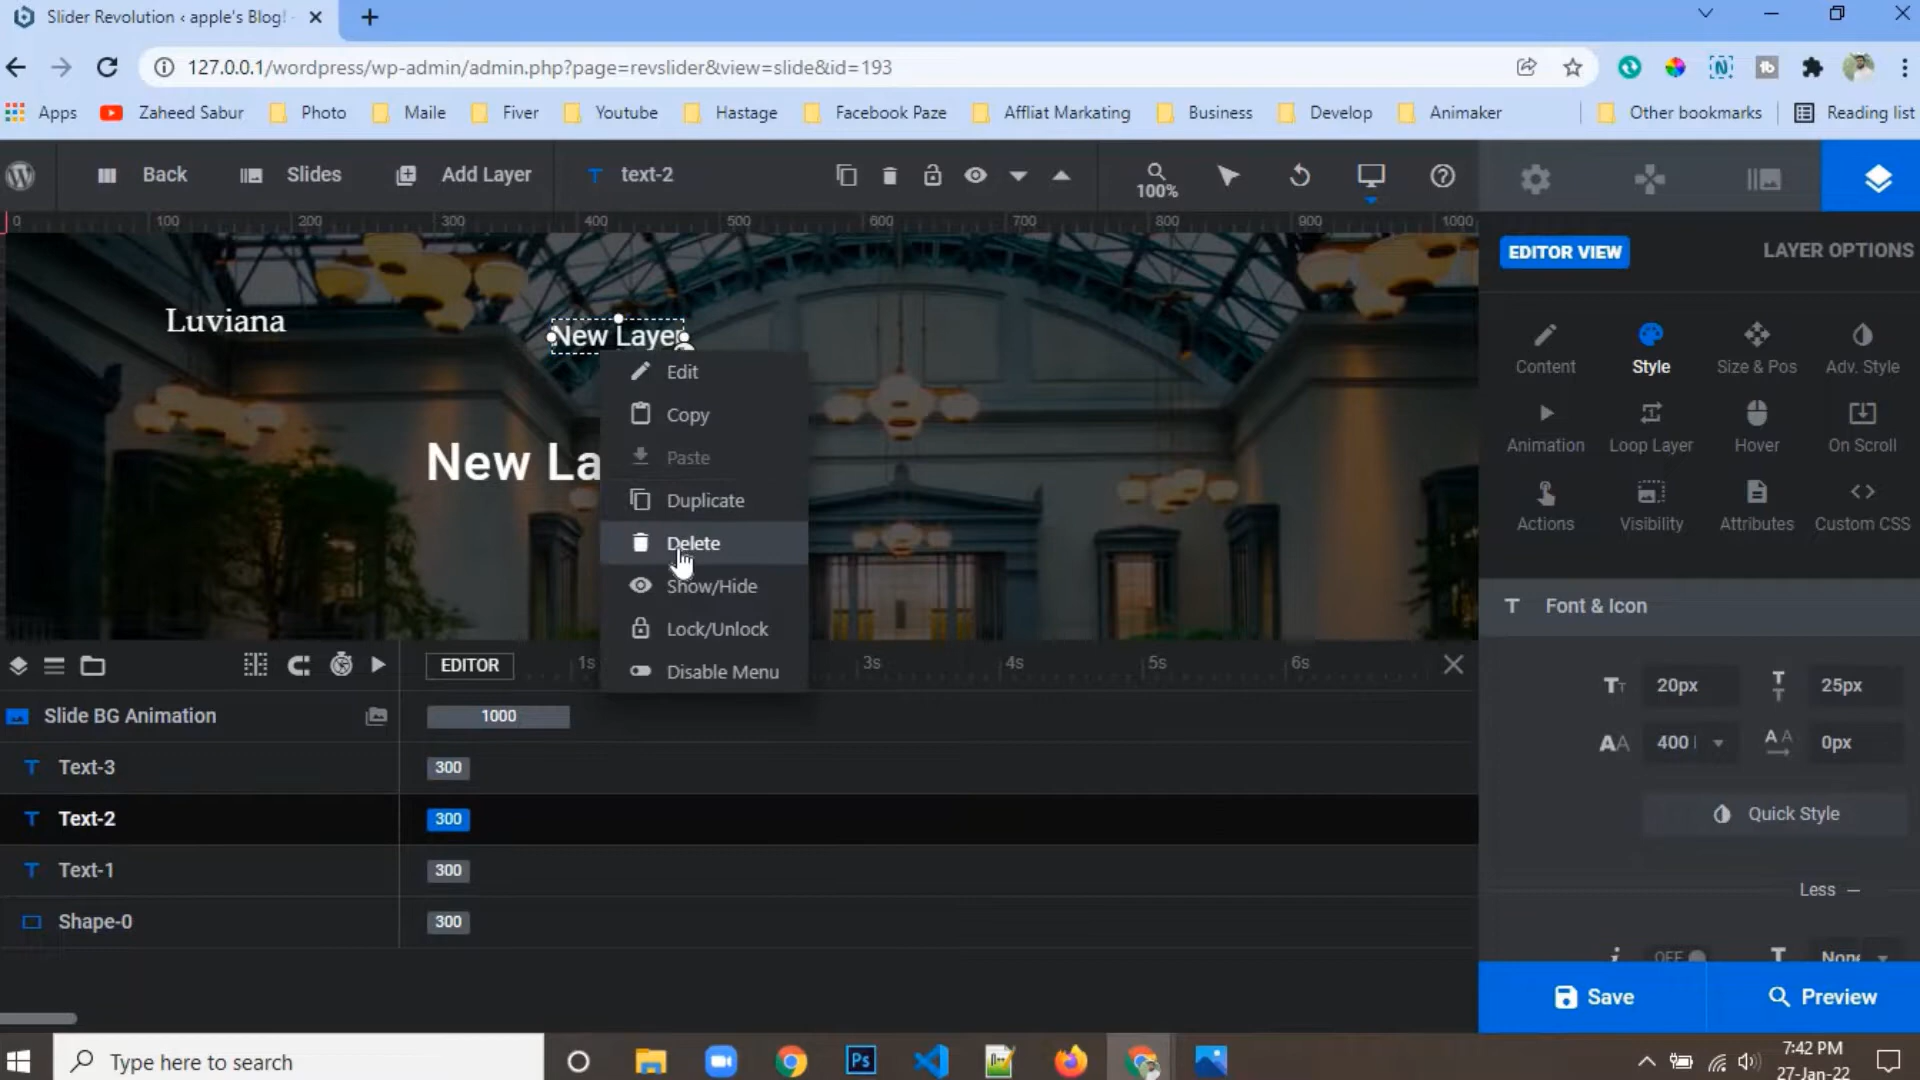 Slider Revolution ‹ apple's Blog!
127.0.0.1/wordpress/wp-admin/admin.php?page=revslider&view=slide&id=193
Apps Zaheed Sabur Photo Maile Fiver Youtube Hastage Facebook Paze Affliat Markating Business Develop Animaker Other bookmarks Reading list
Back Slides Add Layer text-2 100%
0 100 200 300 400 500 600 700 800 900 1000
EDITOR VIEW LAYER OPTIONS
Luviana
New Layer
New La
Edit
Copy
Paste
Duplicate
Delete
Show/Hide
Lock/Unlock
Disable Menu
Content Style Size & Pos Adv. Style
Animation Loop Layer Hover On Scroll
Actions Visibility Attributes Custom CSS
Font & Icon
20px 25px
400 0px
Quick Style
Less
OFF None
Save Preview
EDITOR 1s 3s 4s 5s 6s
Slide BG Animation 1000
Text-3 300
Text-2 300
Text-1 300
Shape-0 300
Type here to search
Ps
7:42 PM
27-Jan-22